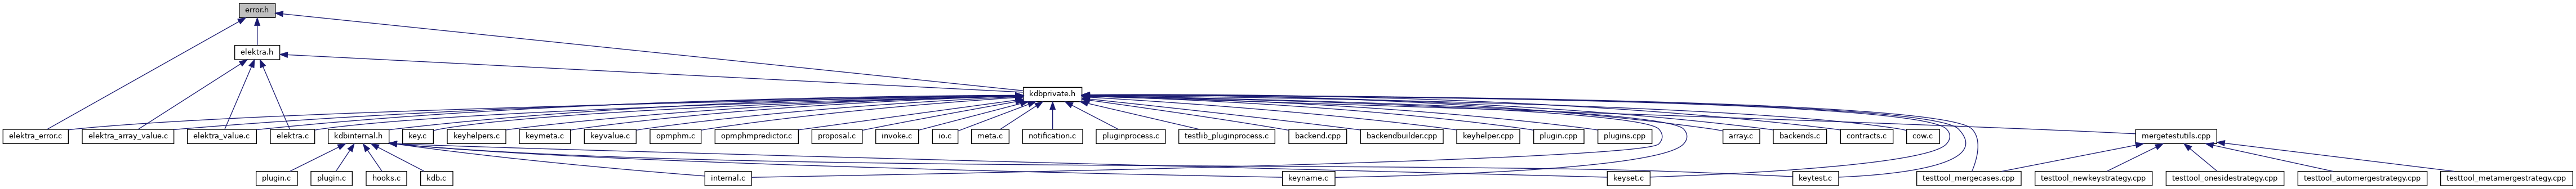 error.h
elektra.h
kdbprivate.h
elektra_error.c
elektra_array_value.c
elektra_value.c
elektra.c
kdbinternal.h
key.c
keyhelpers.c
keymeta.c
keyvalue.c
opmphm.c
opmphmpredictor.c
proposal.c
invoke.c
io.c
meta.c
notification.c
pluginprocess.c
testlib_pluginprocess.c
backend.cpp
backendbuilder.cpp
keyhelper.cpp
plugin.cpp
plugins.cpp
array.c
backends.c
contracts.c
cow.c
mergetestutils.cpp
plugin.c
plugin.c
hooks.c
kdb.c
internal.c
keyname.c
keyset.c
keytest.c
testtool_mergecases.cpp
testtool_newkeystrategy.cpp
testtool_onesidestrategy.cpp
testtool_automergestrategy.cpp
testtool_metamergestrategy.cpp